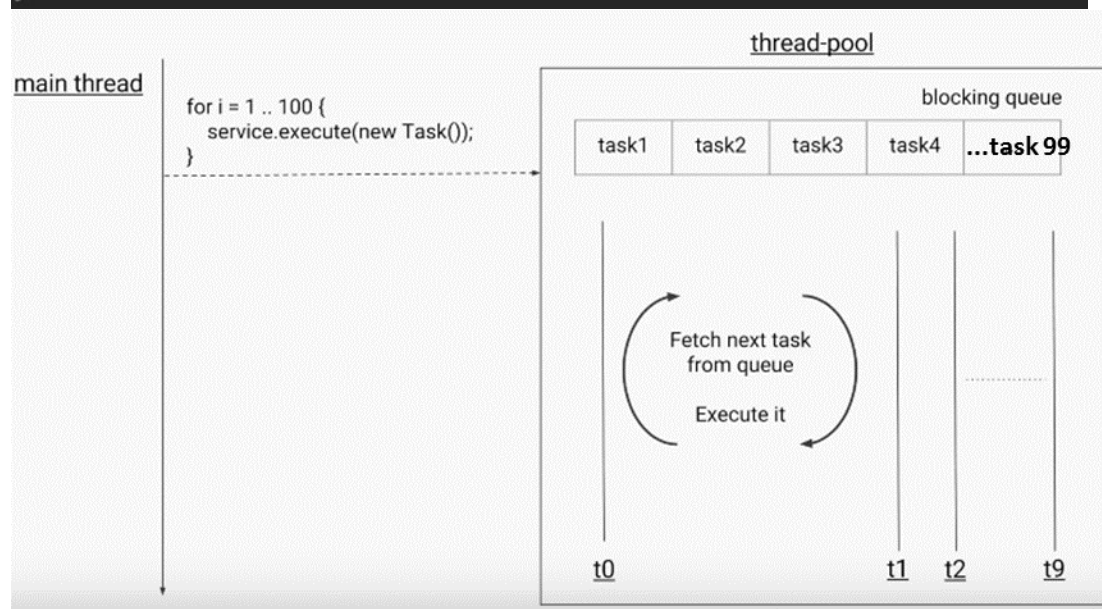 thread-pool
main thread
for i = 1 .. 100 {
service.execute(new Task());
}
blocking queue
task1 task2 task3 task4 ...task 99
Fetch next task
from queue
Execute it
t0 t1 t2 t9